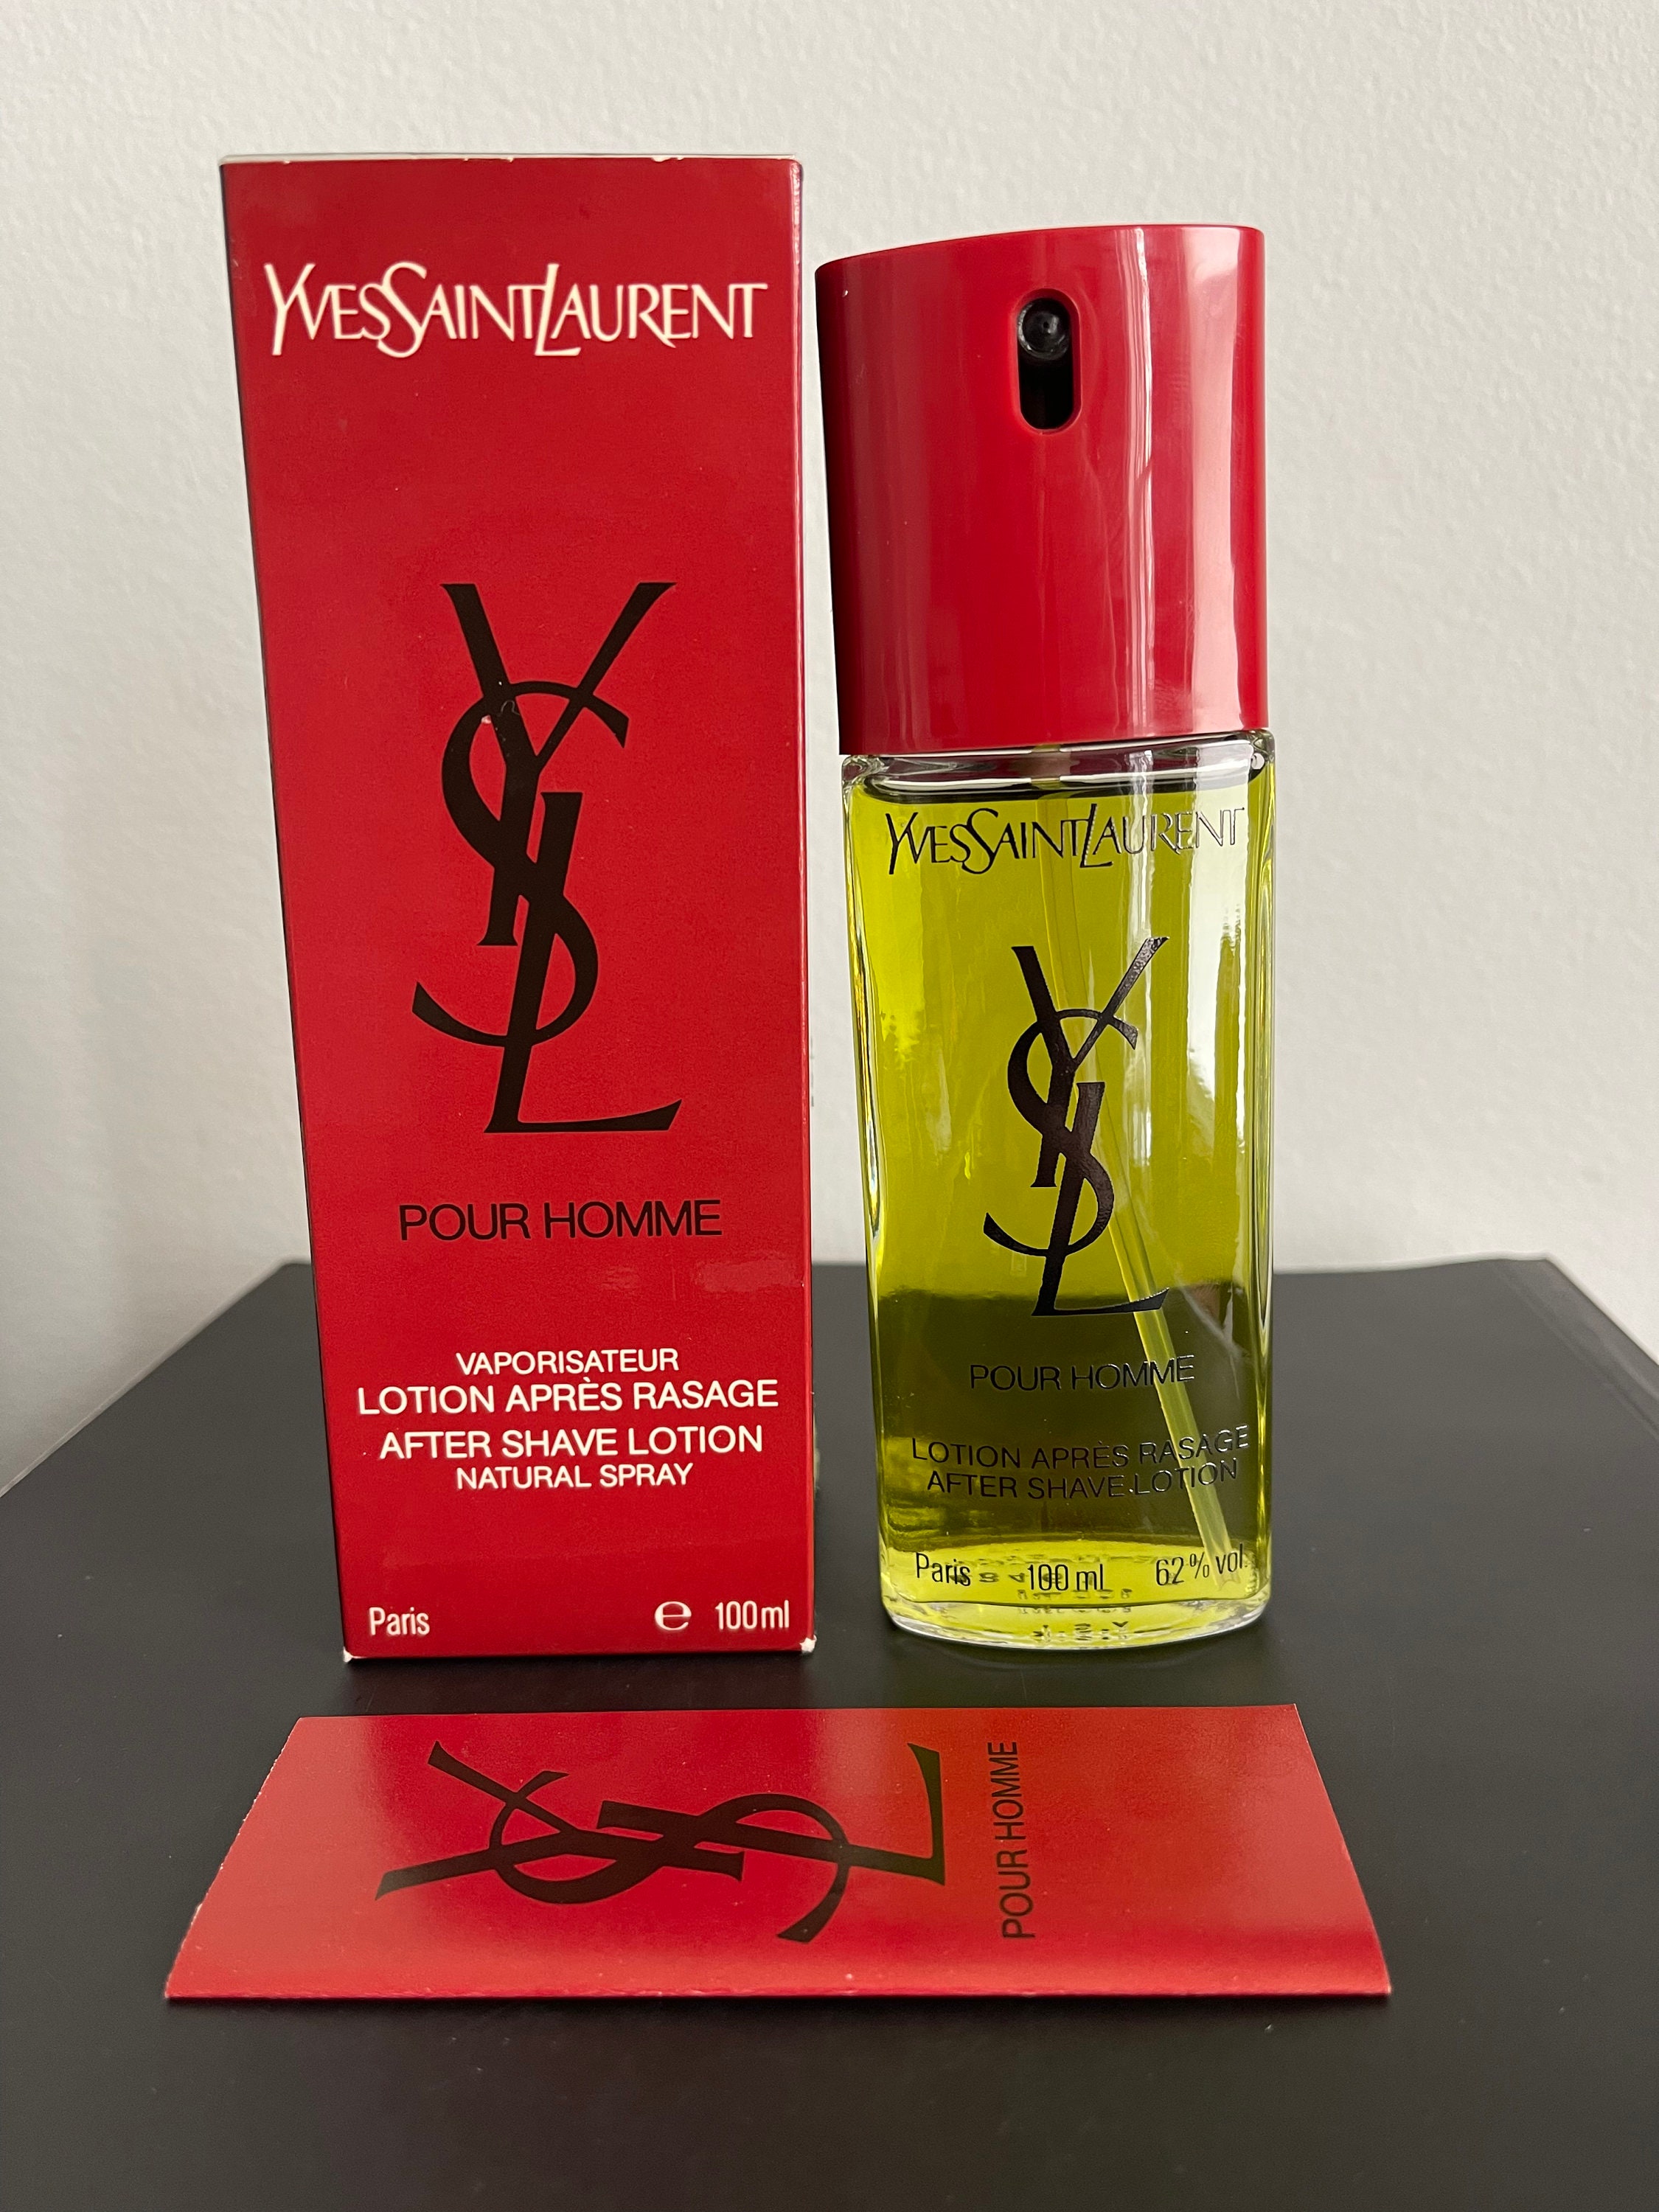 YVESSAINTLAURENT
YSL
POUR HOMME
VAPORISATEUR
LOTION APRÈS RASAGE
AFTER SHAVE LOTION
NATURAL SPRAY
Paris ℮ 100ml
YVESSAINTLAURENT
YSL
POUR HOMME
LOTION APRÈS RASAGE
AFTER SHAVE LOTION
Paris 100 ml 62% vol.
YSL
POUR HOMME